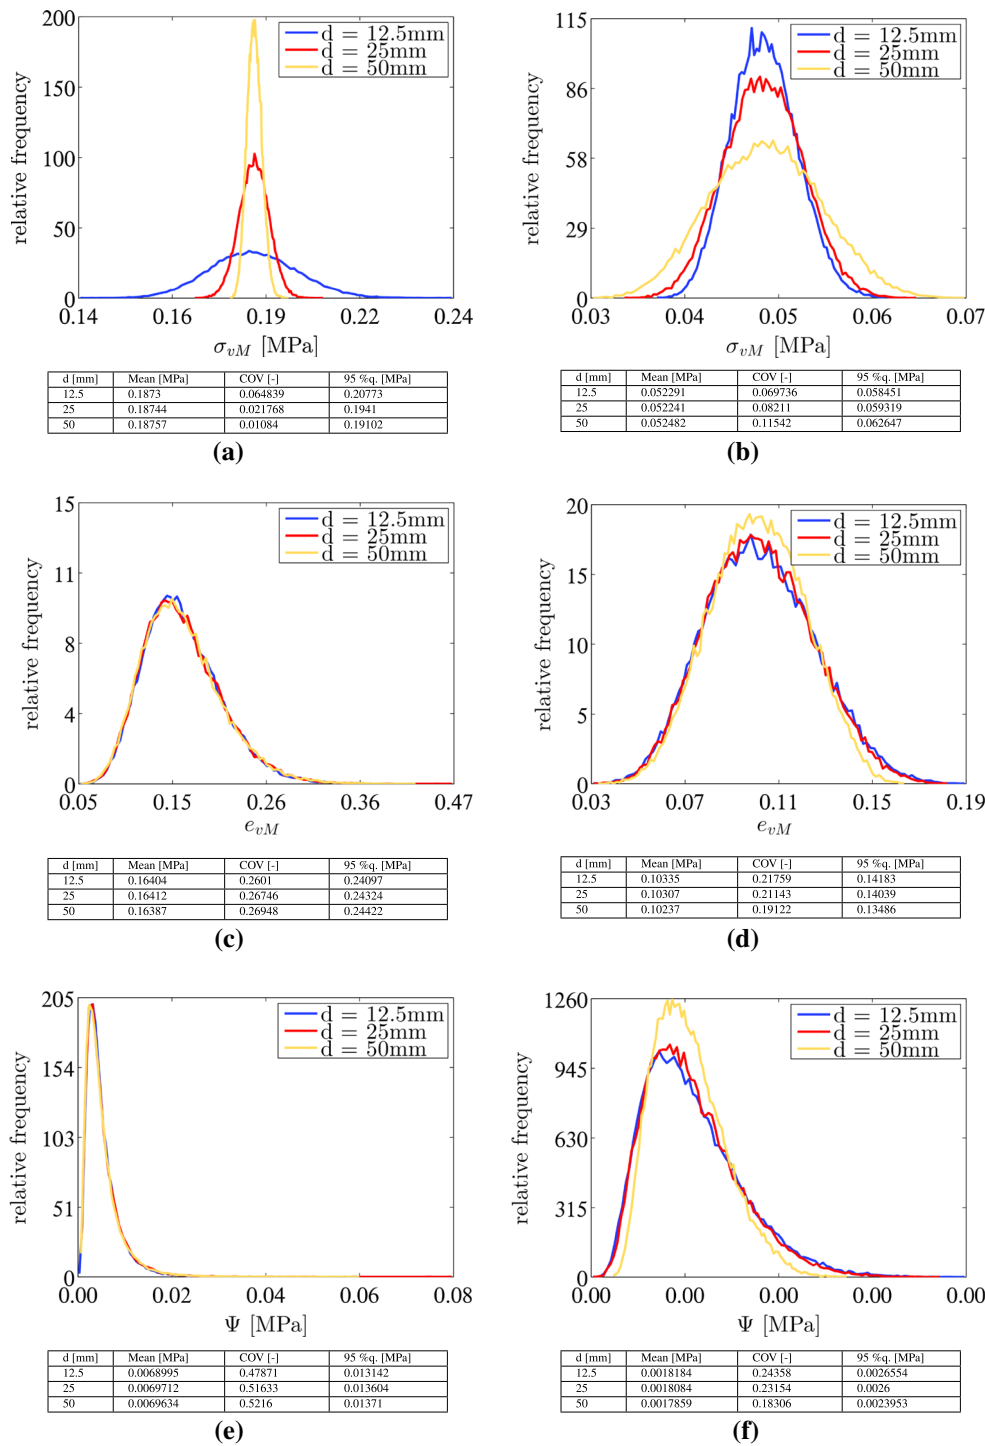 200
150
100
50
0
relative frequency
d = 12.5mm
d = 25mm
d = 50mm
0.14 0.16 0.19 0.22 0.24
σvM [MPa]
d [mm] Mean [MPa] COV [-] 95 %q. [MPa]
12.5 0.1873 0.064839 0.20773
25 0.18744 0.021768 0.1941
50 0.18757 0.01084 0.19102
(a)
115
86
58
29
0
relative frequency
d = 12.5mm
d = 25mm
d = 50mm
0.03 0.04 0.05 0.06 0.07
σvM [MPa]
d [mm] Mean [MPa] COV [-] 95 %q. [MPa]
12.5 0.052291 0.069736 0.058451
25 0.052241 0.08211 0.059319
50 0.052482 0.11542 0.062647
(b)
15
11
8
4
0
relative frequency
d = 12.5mm
d = 25mm
d = 50mm
0.05 0.15 0.26 0.36 0.47
evM
d [mm] Mean [MPa] COV [-] 95 %q. [MPa]
12.5 0.16404 0.2601 0.24097
25 0.16412 0.26746 0.24324
50 0.16387 0.26948 0.24422
(c)
20
15
10
5
0
relative frequency
d = 12.5mm
d = 25mm
d = 50mm
0.03 0.07 0.11 0.15 0.19
evM
d [mm] Mean [MPa] COV [-] 95 %q. [MPa]
12.5 0.10335 0.21759 0.14183
25 0.10307 0.21143 0.14039
50 0.10237 0.19122 0.13486
(d)
205
154
103
51
0
relative frequency
d = 12.5mm
d = 25mm
d = 50mm
0.00 0.02 0.04 0.06 0.08
Ψ [MPa]
d [mm] Mean [MPa] COV [-] 95 %q. [MPa]
12.5 0.0068995 0.47871 0.013142
25 0.0069712 0.51633 0.013604
50 0.0069634 0.5216 0.01371
(e)
1260
945
630
315
0
relative frequency
d = 12.5mm
d = 25mm
d = 50mm
0.00 0.00 0.00 0.00 0.00
Ψ [MPa]
d [mm] Mean [MPa] COV [-] 95 %q. [MPa]
12.5 0.0018184 0.24358 0.0026554
25 0.0018084 0.23154 0.0026
50 0.0017859 0.18306 0.0023953
(f)